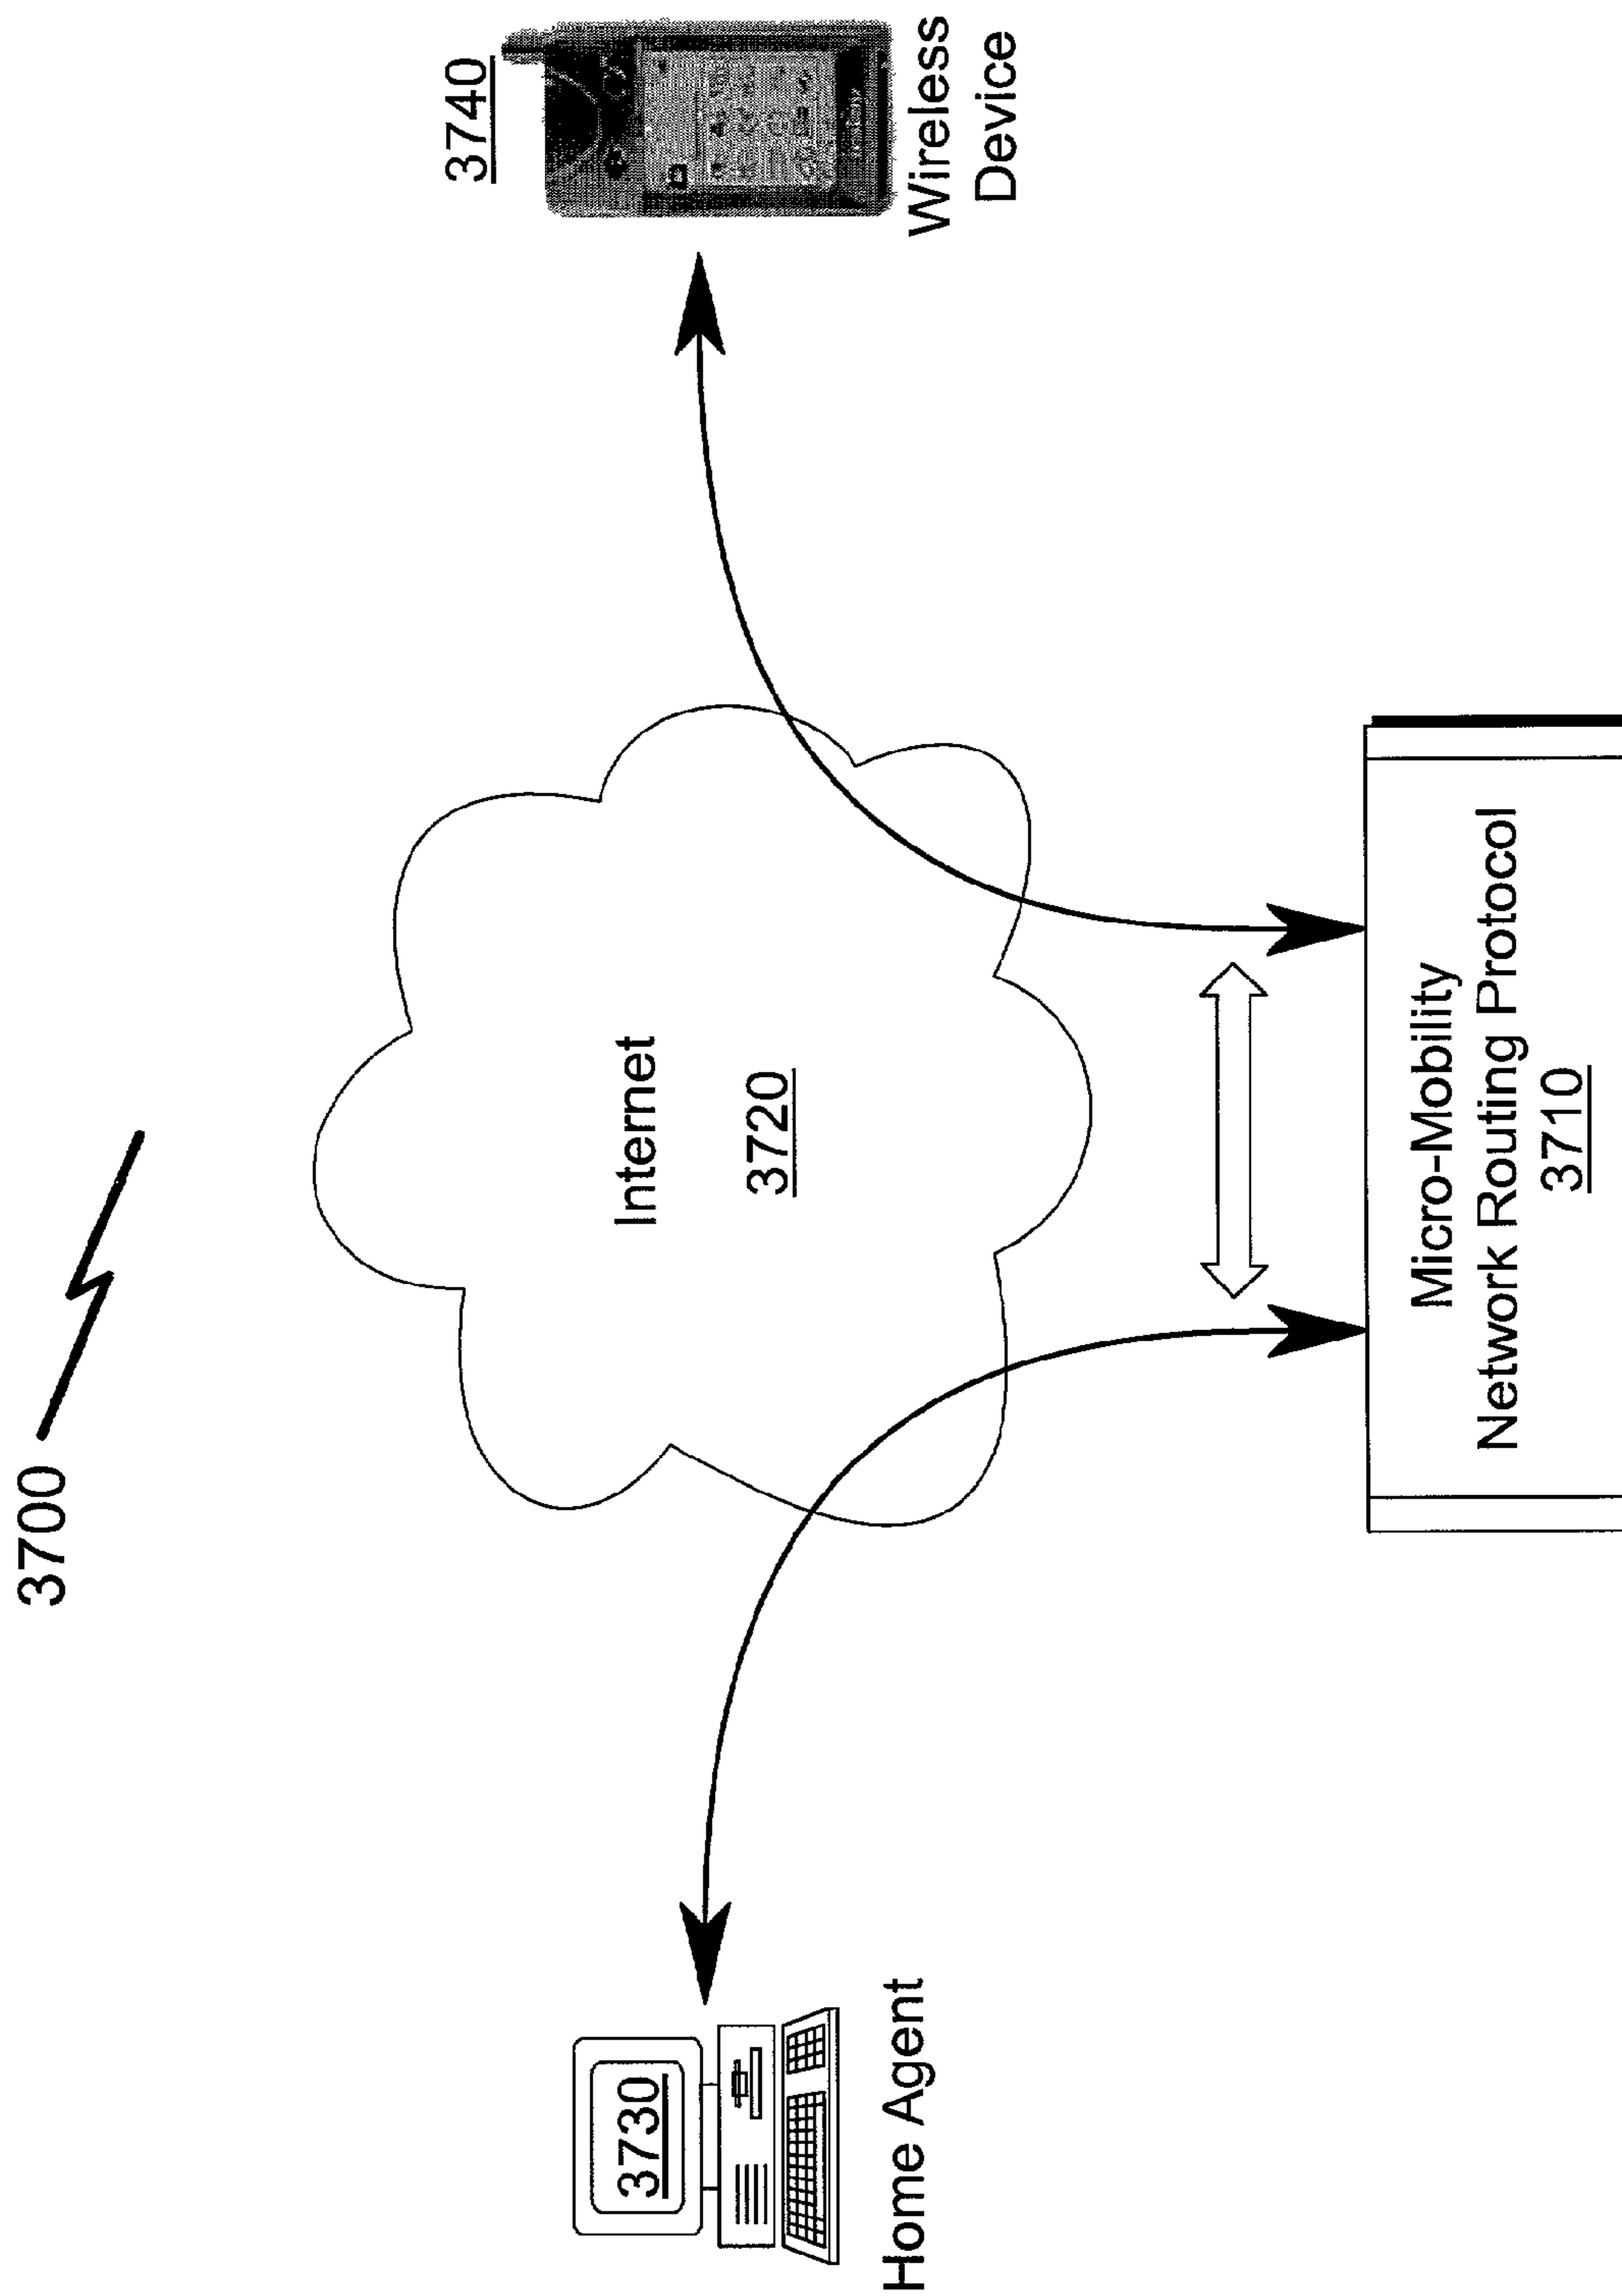 3700
3740
Wireless
Device
Internet
3720
3730
Home Agent
Micro-Mobility
Network Routing Protocol
3710